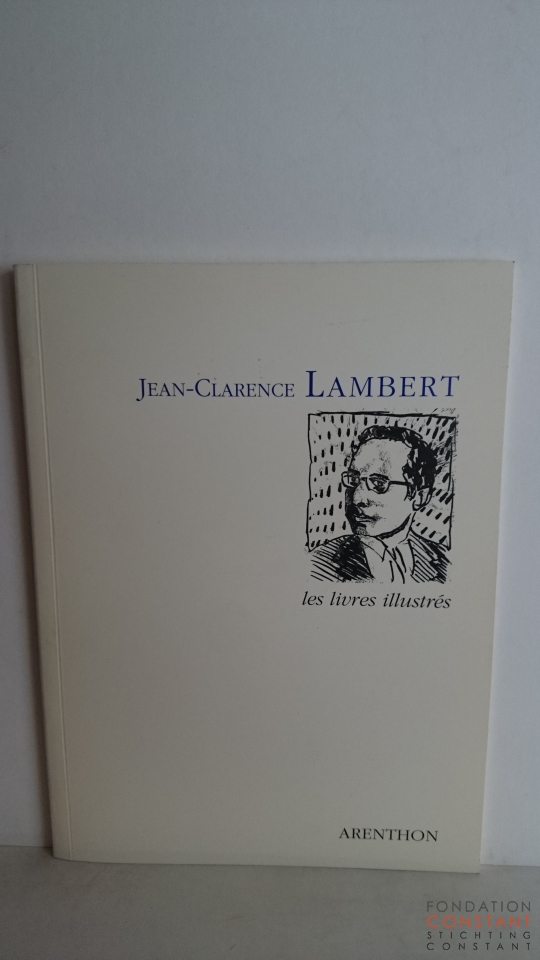 JEAN-CLARENCE LAMBERT
les livres illustrés
ARENTHON
FONDATION
CONSTANT
STICHTING
CONSTANT